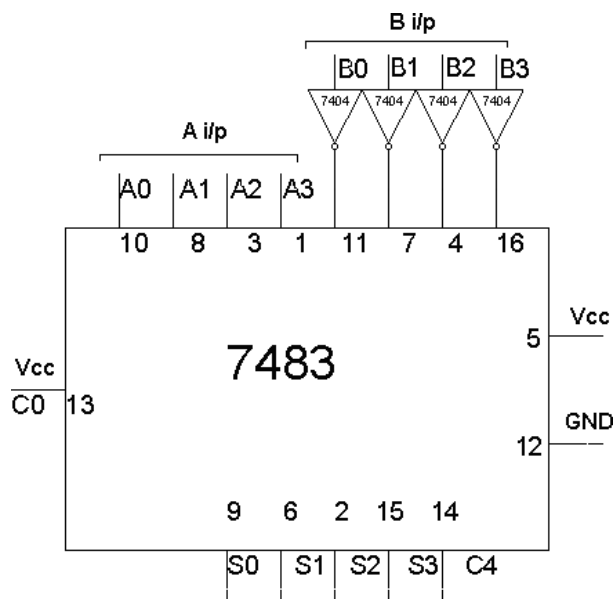 B i/p
B0 B1 B2 B3
7404 7404 7404 7404
A i/p
A0 A1 A2 A3
10 8 3 1 11 7 4 16
7483
5 Vcc
Vcc
C0 13
12 GND
9 6 2 15 14
S0 S1 S2 S3 C4